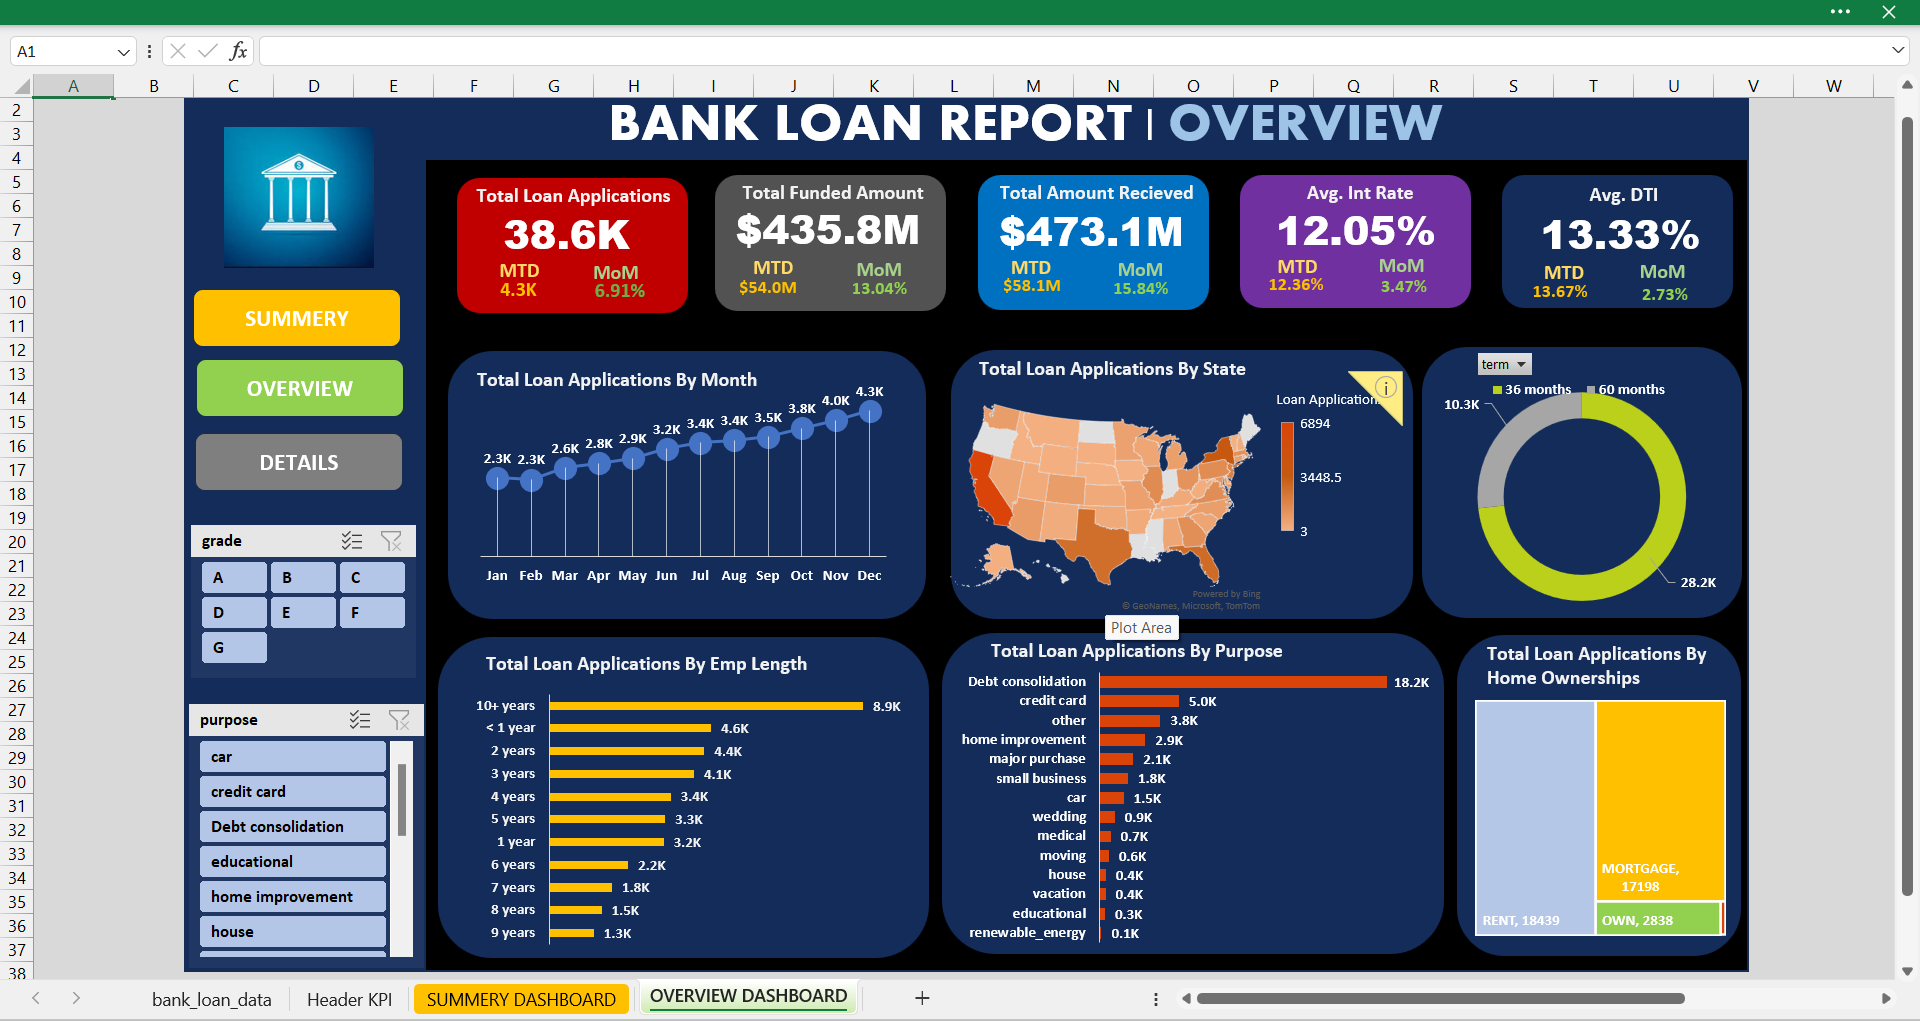 A1
fx
A B C D E F G H I J K L M N O P Q R S T U V W
2
3
4
5
6
7
8
9
10
11
12
13
14
15
16
17
18
19
20
21
22
23
24
25
26
27
28
29
30
31
32
33
34
35
36
37
38
BANK LOAN REPORT | OVERVIEW
SUMMERY
OVERVIEW
DETAILS
grade
A B C
D E F
G
purpose
car
credit card
Debt consolidation
educational
home improvement
house
Total Loan Applications
38.6K
MTD MoM
4.3K 6.91%
Total Funded Amount
$435.8M
MTD MoM
$54.0M 13.04%
Total Amount Recieved
$473.1M
MTD MoM
$58.1M 15.84%
Avg. Int Rate
12.05%
MTD MoM
12.36% 3.47%
Avg. DTI
13.33%
MTD MoM
13.67% 2.73%
Total Loan Applications By Month
2.3K 2.3K 2.6K 2.8K 2.9K 3.2K 3.4K 3.4K 3.5K 3.8K 4.0K 4.3K
Jan Feb Mar Apr May Jun Jul Aug Sep Oct Nov Dec
Total Loan Applications By State
Loan Application
6894
3448.5
3
Powered by Bing
© GeoNames, Microsoft, TomTom
Plot Area
term
36 months 60 months
10.3K
28.2K
Total Loan Applications By Emp Length
10+ years 8.9K
< 1 year 4.6K
2 years 4.4K
3 years 4.1K
4 years 3.4K
5 years 3.3K
1 year 3.2K
6 years 2.2K
7 years 1.8K
8 years 1.5K
9 years 1.3K
Total Loan Applications By Purpose
Debt consolidation 18.2K
credit card 5.0K
other 3.8K
home improvement 2.9K
major purchase 2.1K
small business 1.8K
car 1.5K
wedding 0.9K
medical 0.7K
moving 0.6K
house 0.4K
vacation 0.4K
educational 0.3K
renewable_energy 0.1K
Total Loan Applications By
Home Ownerships
RENT, 18439
MORTGAGE,
17198
OWN, 2838
bank_loan_data Header KPI SUMMERY DASHBOARD OVERVIEW DASHBOARD